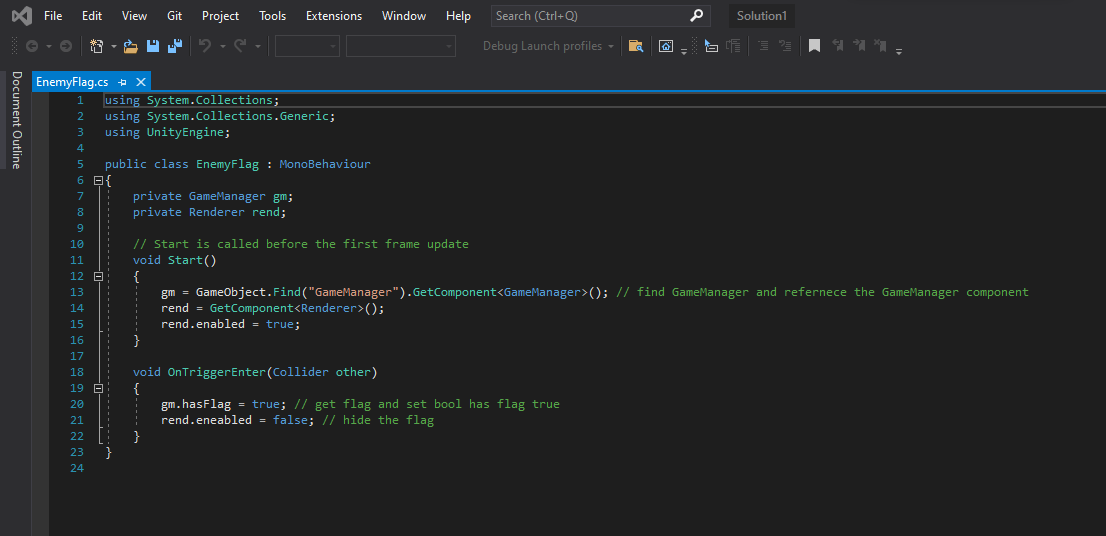 File Edit View Git Project Tools Extensions Window Help Search (Ctrl+Q) Solution1
Debug Launch profiles
Document Outline
EnemyFlag.cs
1 using System.Collections;
2 using System.Collections.Generic;
3 using UnityEngine;
4
5 public class EnemyFlag : MonoBehaviour
6 {
7 private GameManager gm;
8 private Renderer rend;
9
10 // Start is called before the first frame update
11 void Start()
12 {
13 gm = GameObject.Find("GameManager").GetComponent<GameManager>(); // find GameManager and refernece the GameManager component
14 rend = GetComponent<Renderer>();
15 rend.enabled = true;
16 }
17
18 void OnTriggerEnter(Collider other)
19 {
20 gm.hasFlag = true; // get flag and set bool has flag true
21 rend.eneabled = false; // hide the flag
22 }
23 }
24